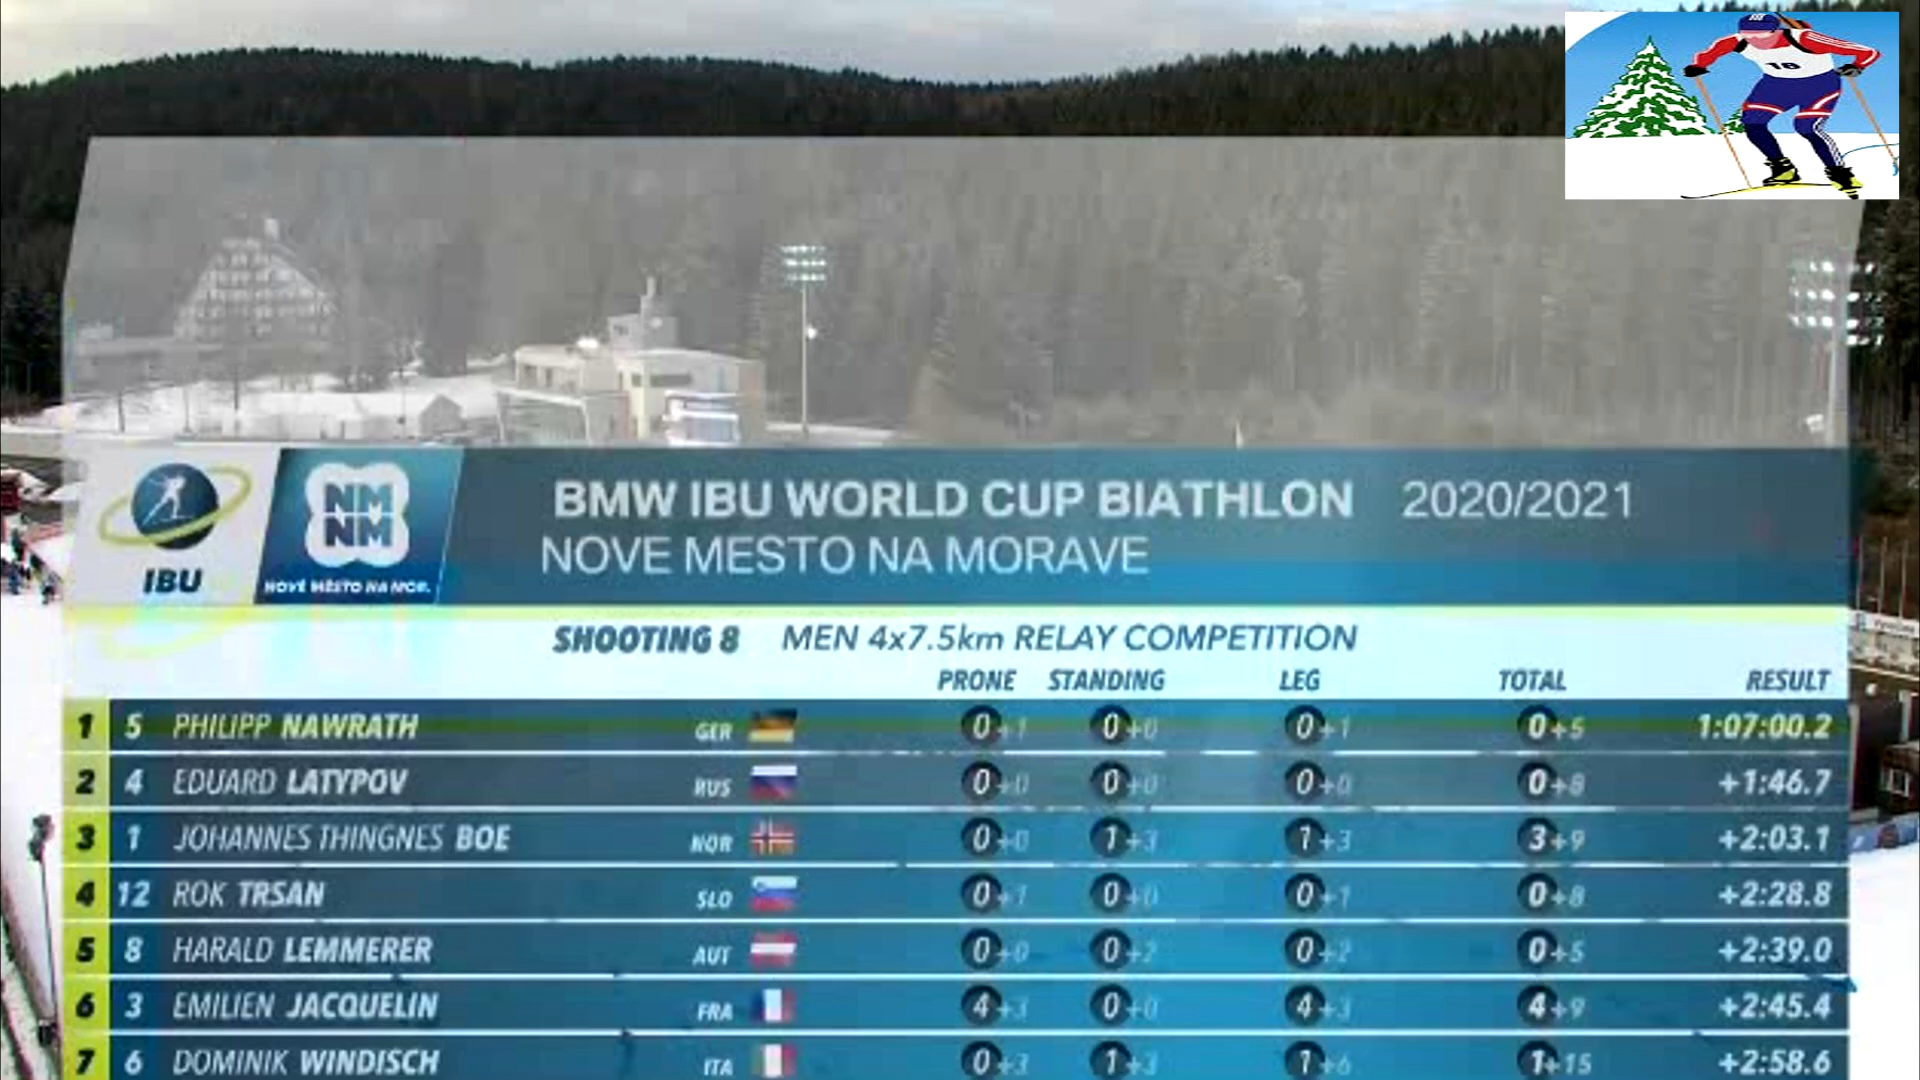 18
BMW IBU WORLD CUP BIATHLON 2020/2021
NOVE MESTO NA MORAVE
IBU
NM
NM
NOVÉ MĚSTO NA MOR.
SHOOTING 8 MEN 4x7.5km RELAY COMPETITION
PRONE STANDING LEG TOTAL RESULT
1 5 PHILIPP NAWRATH GER 0+1 0+0 0+1 0+5 1:07:00.2
2 4 EDUARD LATYPOV RUS 0+0 0+0 0+0 0+8 +1:46.7
3 1 JOHANNES THINGNES BOE NOR 0+0 1+3 1+3 3+9 +2:03.1
4 12 ROK TRSAN SLO 0+1 0+0 0+1 0+8 +2:28.8
5 8 HARALD LEMMERER AUT 0+0 0+2 0+2 0+5 +2:39.0
6 3 EMILIEN JACQUELIN FRA 4+3 0+0 4+3 4+9 +2:45.4
7 6 DOMINIK WINDISCH ITA 0+3 1+3 1+6 1+15 +2:58.6